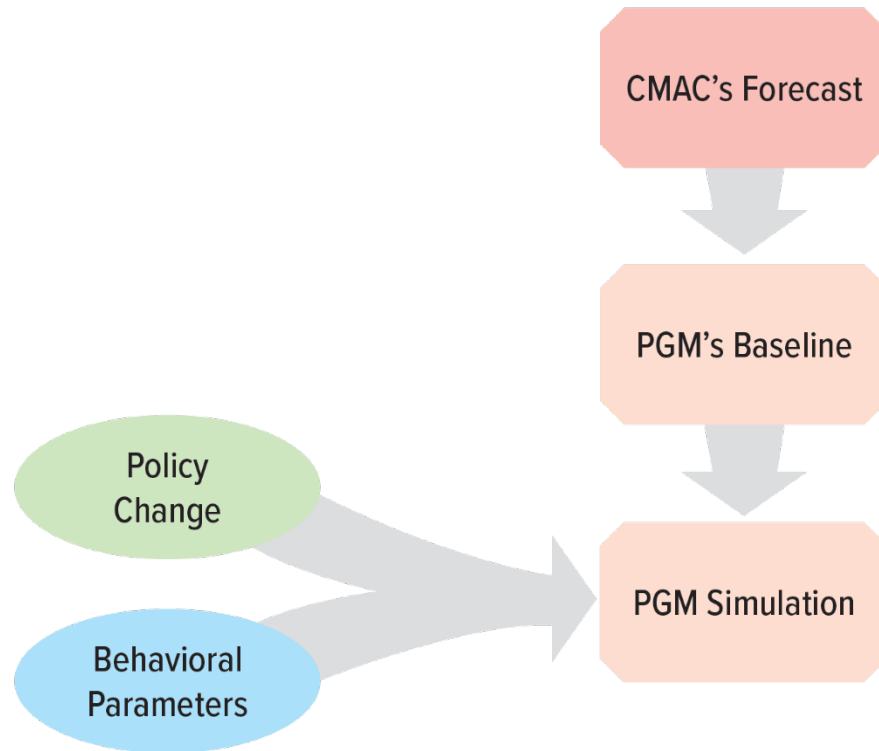 CMAC’s Forecast
PGM’s Baseline
Policy
Change
PGM Simulation
Behavioral
Parameters